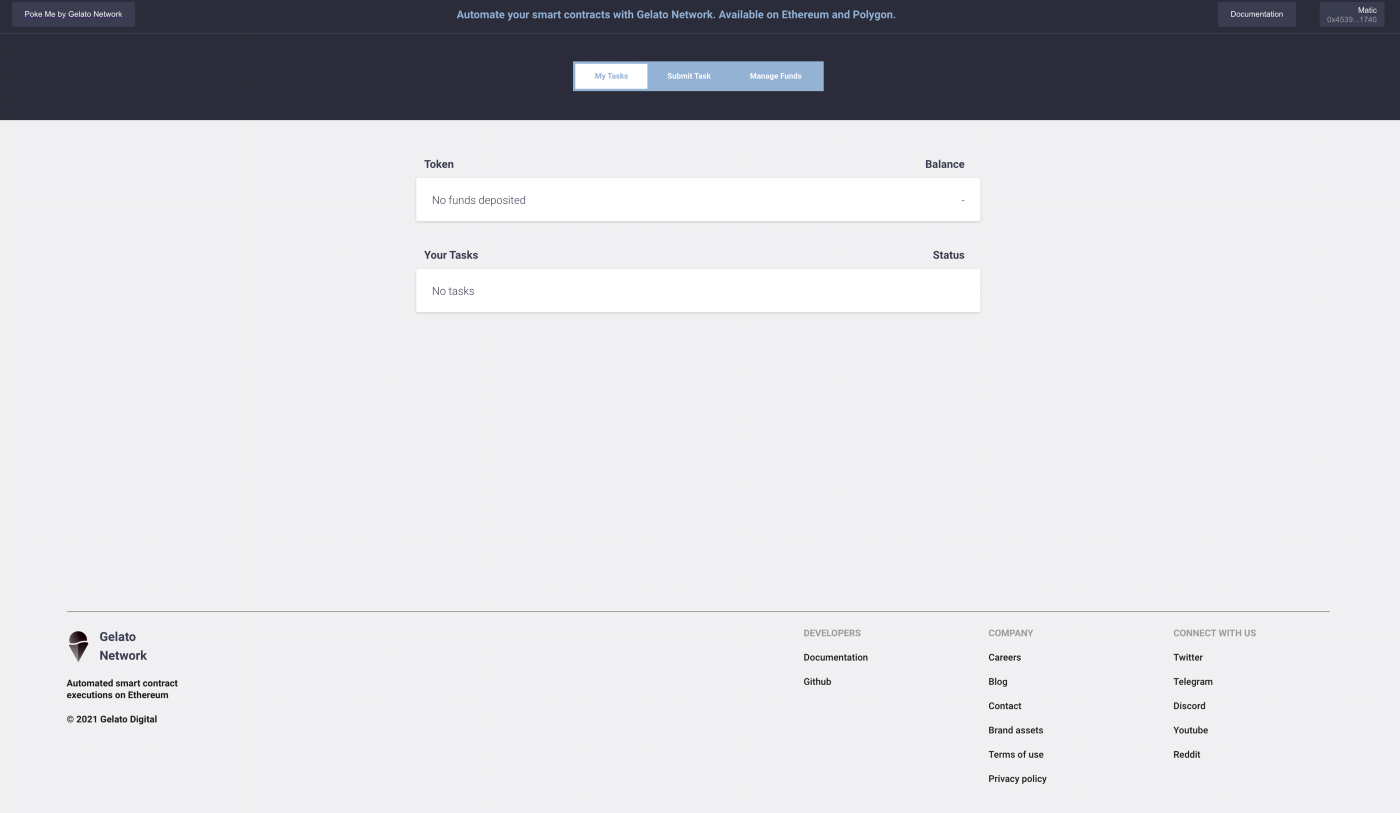 Poke Me by Gelato Network
Automate your smart contracts with Gelato Network. Available on Ethereum and Polygon.
Documentation
Matic
0x4539...1740
My Tasks
Submit Task
Manage Funds
Token
Balance
No funds deposited
-
Your Tasks
Status
No tasks
Gelato
Network
Automated smart contract
executions on Ethereum
© 2021 Gelato Digital
DEVELOPERS
Documentation
Github
COMPANY
Careers
Blog
Contact
Brand assets
Terms of use
Privacy policy
CONNECT WITH US
Twitter
Telegram
Discord
Youtube
Reddit